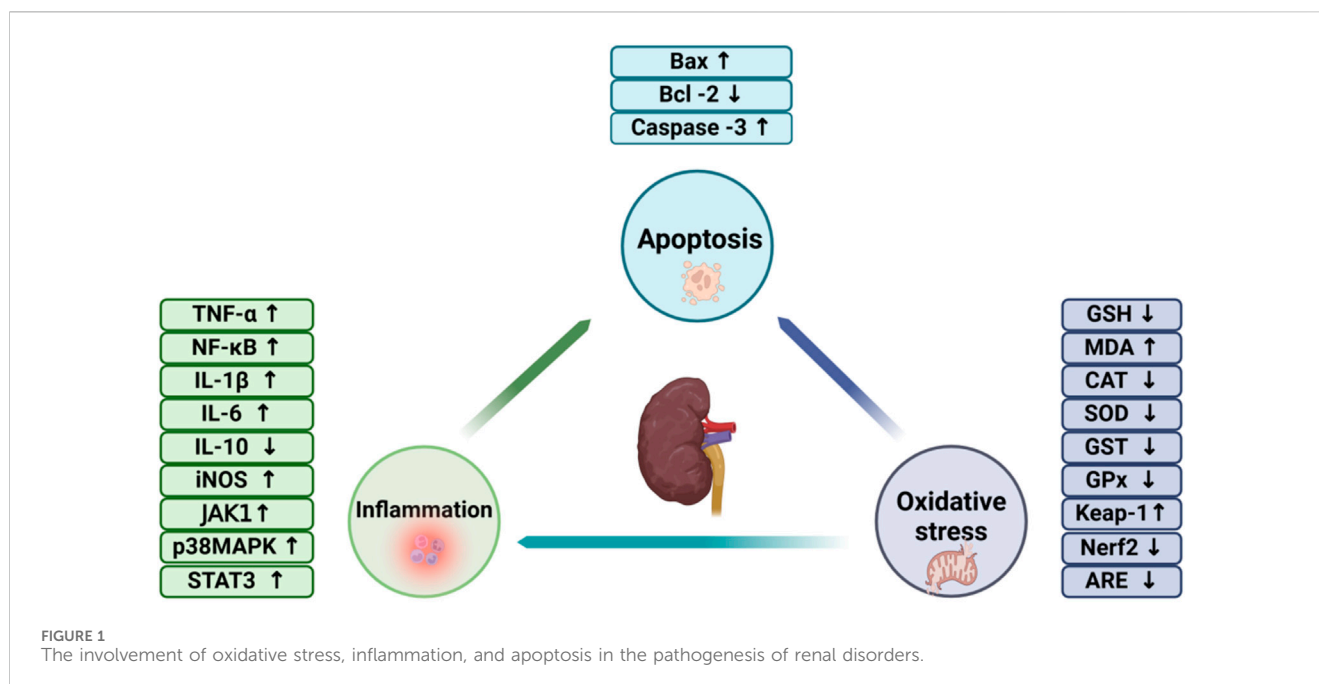 Bax ↑
Bcl -2 ↓
Caspase -3 ↑
Apoptosis
TNF-α ↑
NF-κB ↑
IL-1β ↑
IL-6 ↑
IL-10 ↓
iNOS ↑
JAK1↑
p38MAPK ↑
STAT3 ↑
Inflammation
Oxidative
stress
GSH ↓
MDA ↑
CAT ↓
SOD ↓
GST ↓
GPx ↓
Keap-1↑
Nerf2 ↓
ARE ↓
FIGURE 1
The involvement of oxidative stress, inflammation, and apoptosis in the pathogenesis of renal disorders.